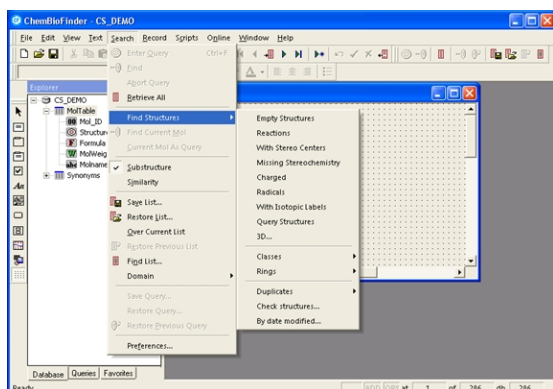 ChemBioFinder - CS_DEMO
File Edit View Text Search Record Scripts Online Window Help
Enter Query Ctrl+F
Find
Abort Query
Retrieve All
Find Structures
Find Current Mol
Current Mol As Query
Substructure
Similarity
Save List...
Restore List...
Over Current List
Restore Previous List
Find List...
Domain
Save Query...
Restore Query...
Restore Previous Query
Preferences...
Empty Structures
Reactions
With Stereo Centers
Missing Stereochemistry
Charged
Radicals
With Isotopic Labels
Query Structures
3D...
Classes
Rings
Duplicates
Check structures...
By date modified...
Explorer
CS_DEMO
MolTable
Mol_ID
Structure
Formula
MolWeig
Molname
Synonyms
Database Queries Favorites
Ready
at 1 of 286 db 286